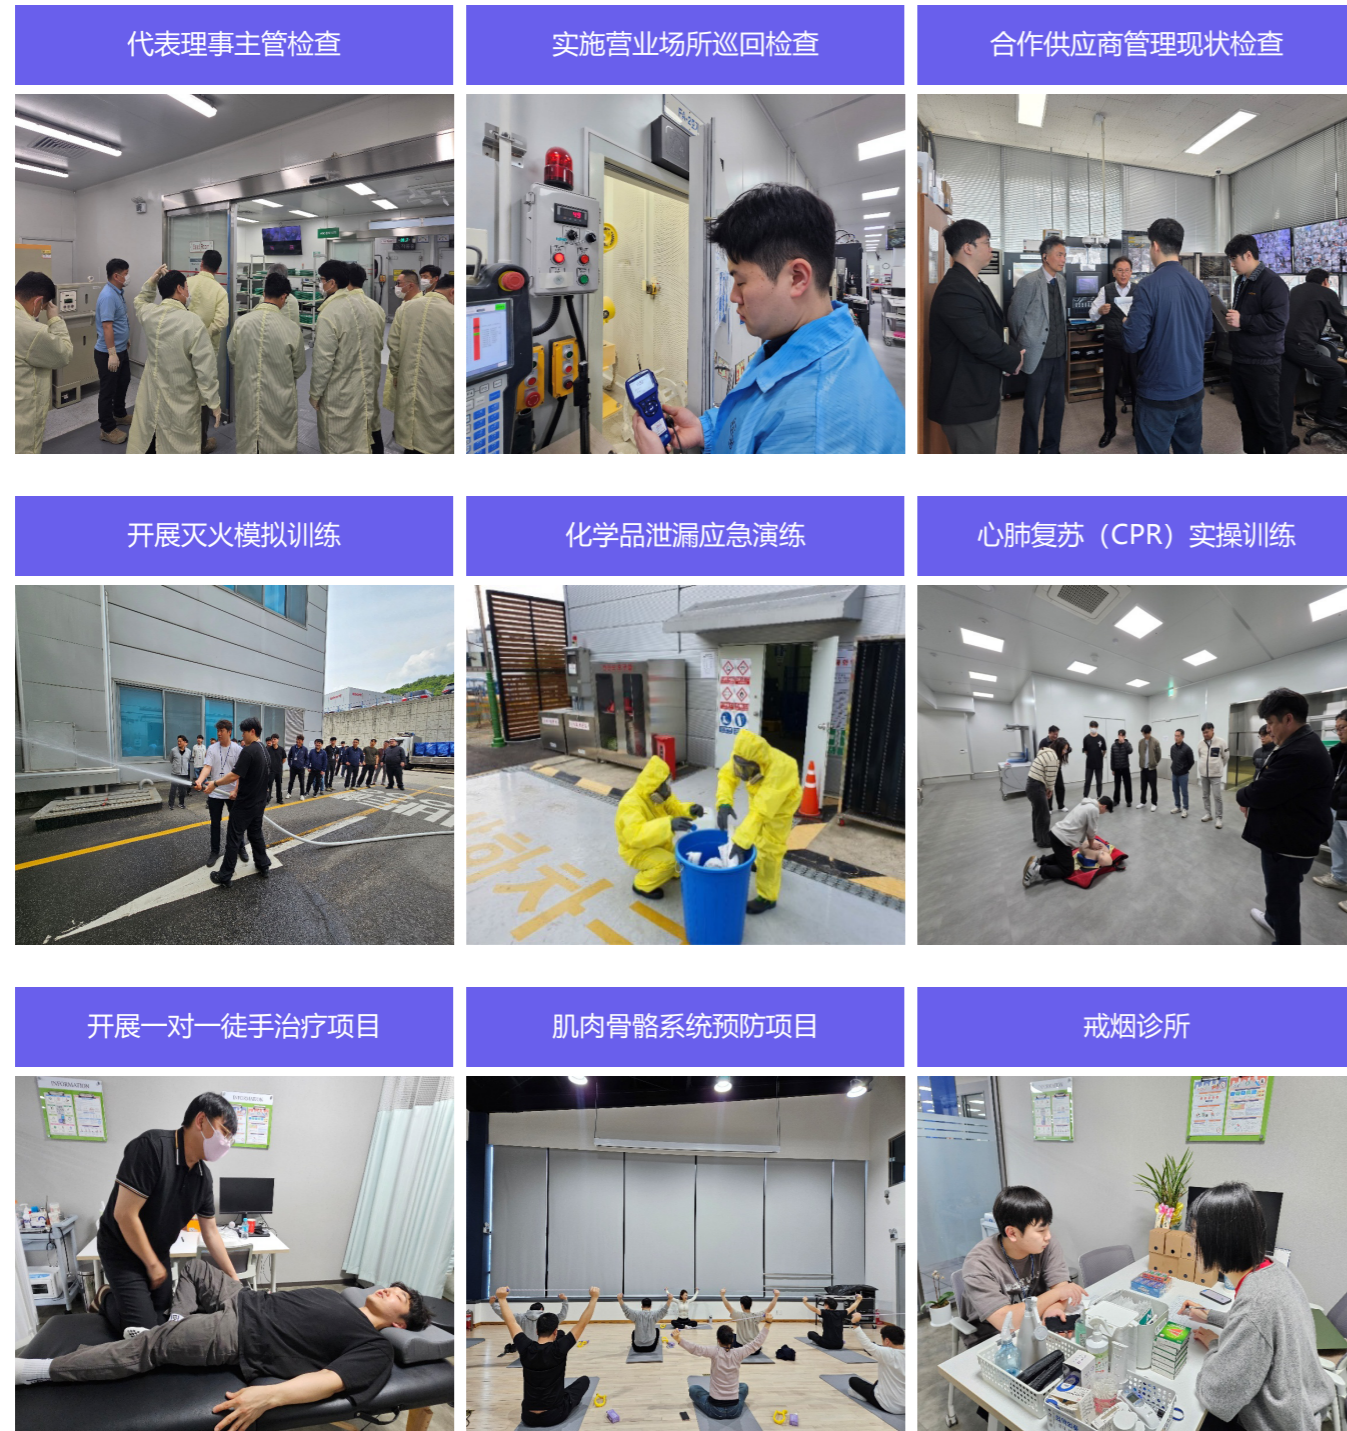 代表理事主管检查
实施营业场所巡回检查
合作供应商管理现状检查
开展灭火模拟训练
化学品泄漏应急演练
心肺复苏（CPR）实操训练
开展一对一徒手治疗项目
肌肉骨骼系统预防项目
戒烟诊所
INFORMATION